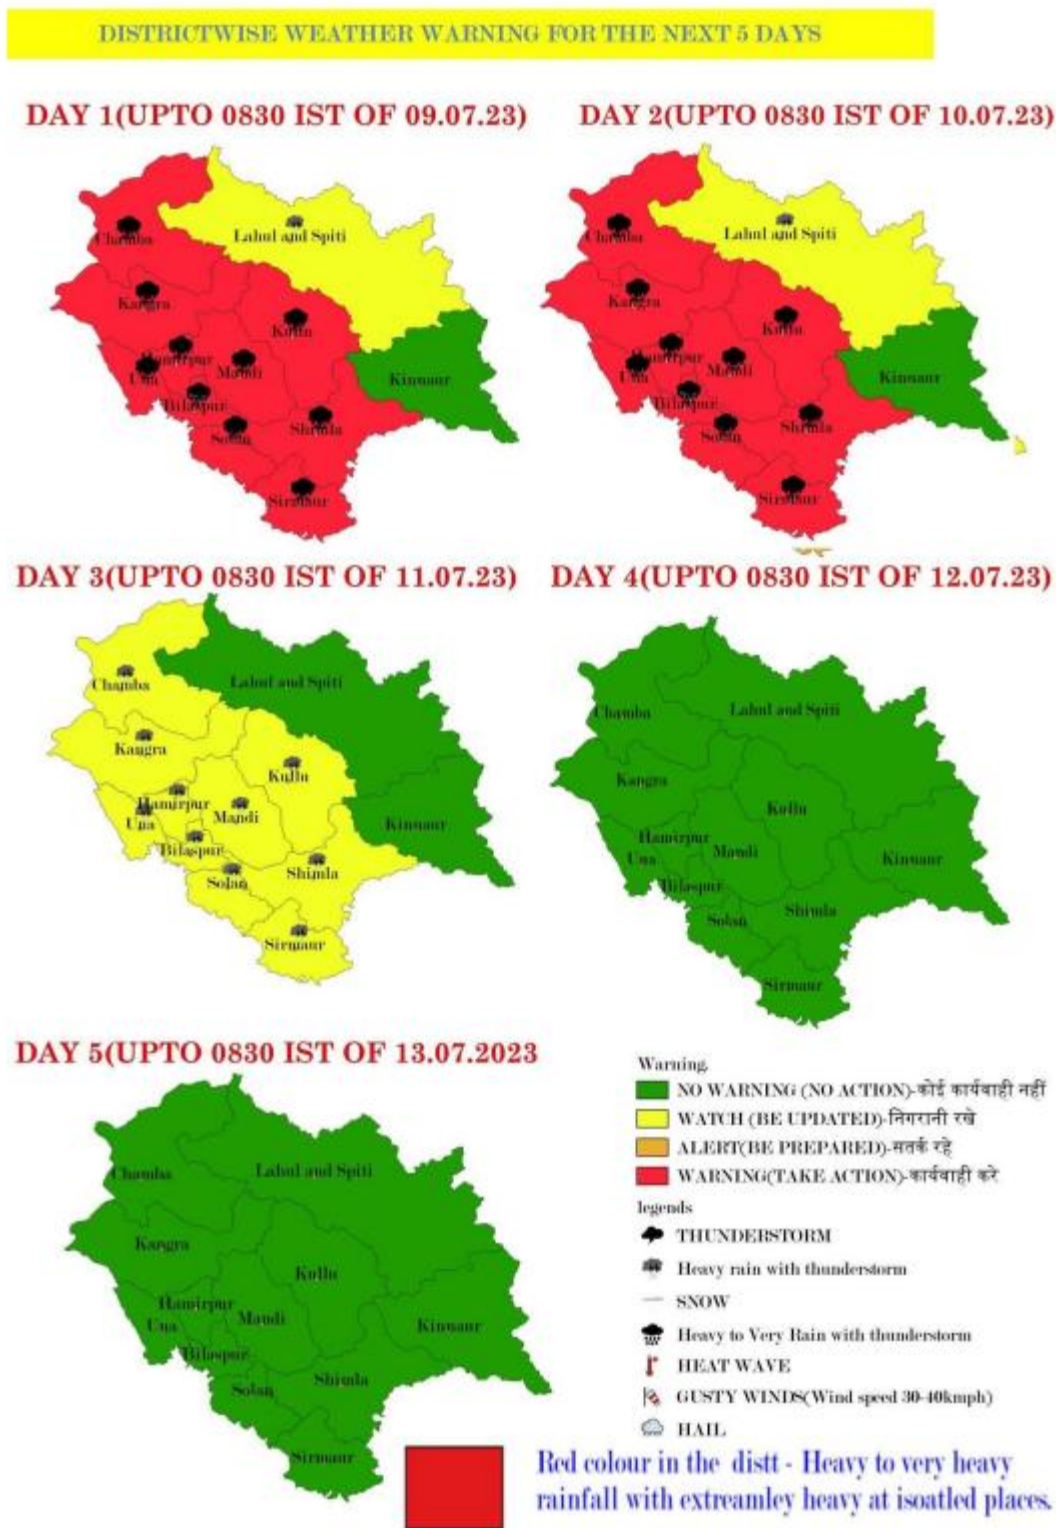 DISTRICTWISE WEATHER WARNING FOR THE NEXT 5 DAYS
DAY 1(UPTO 0830 IST OF 09.07.23)
Chamba
Lahul and Spiti
Kangra
Kullu
Hamirpur
Mandi
Una
Bilaspur
Kinnaur
Solan
Shimla
Sirmaur
DAY 2(UPTO 0830 IST OF 10.07.23)
Chamba
Lahul and Spiti
Kangra
Kullu
Hamirpur
Mandi
Una
Bilaspur
Kinnaur
Solan
Shimla
Sirmaur
DAY 3(UPTO 0830 IST OF 11.07.23)
Chamba
Lahul and Spiti
Kangra
Kullu
Hamirpur
Mandi
Una
Bilaspur
Kinnaur
Solan
Shimla
Sirmaur
DAY 4(UPTO 0830 IST OF 12.07.23)
Chamba
Lahul and Spiti
Kangra
Kullu
Hamirpur
Mandi
Una
Bilaspur
Kinnaur
Solan
Shimla
Sirmaur
DAY 5(UPTO 0830 IST OF 13.07.2023
Chamba
Lahul and Spiti
Kangra
Kullu
Hamirpur
Mandi
Una
Bilaspur
Kinnaur
Solan
Shimla
Sirmaur
Warning.
NO WARNING (NO ACTION)-कोई कार्यवाही नहीं
WATCH (BE UPDATED)-निगरानी रखे
ALERT(BE PREPARED)-सतर्क रहे
WARNING(TAKE ACTION)-कार्यवाही करे
legends
THUNDERSTORM
Heavy rain with thunderstorm
SNOW
Heavy to Very Rain with thunderstorm
HEAT WAVE
GUSTY WINDS(Wind speed 30-40kmph)
HAIL
Red colour in the distt - Heavy to very heavy
rainfall with extreamley heavy at isoatled places.